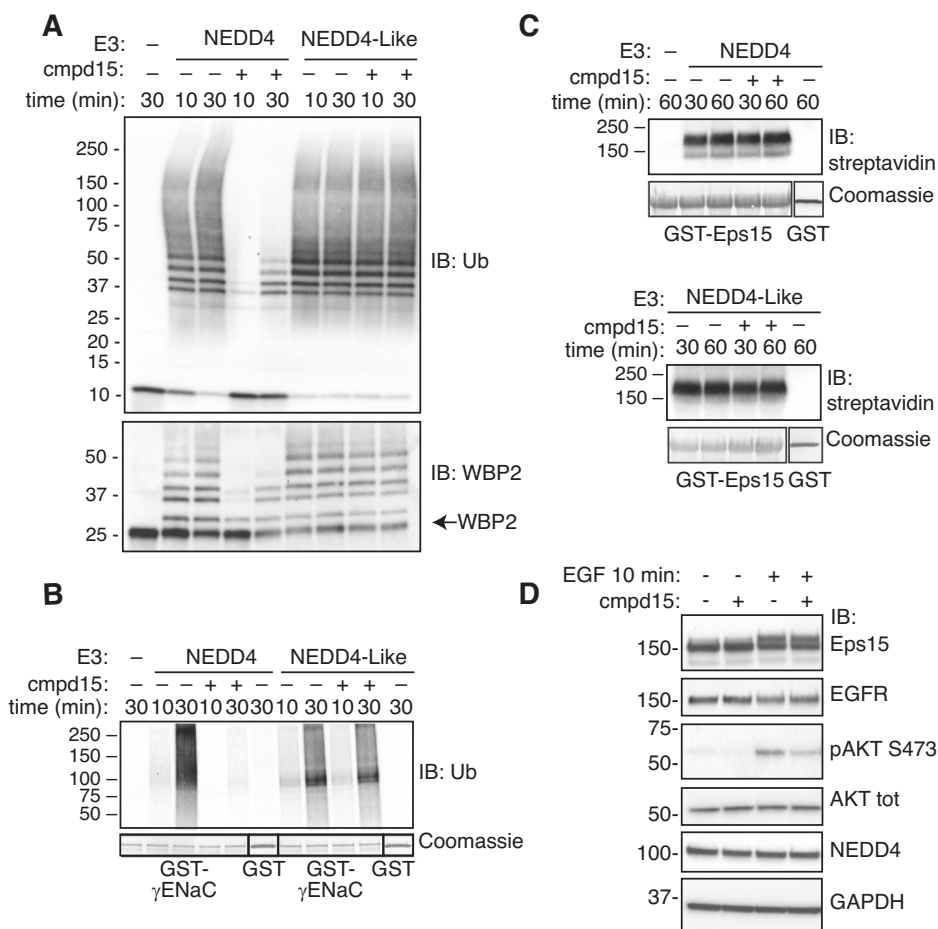 A
E3: – NEDD4 NEDD4-Like
cmpd15: – – – + + – – + +
time (min): 30 10 30 10 30 10 30 10 30
250 -
150 -
100 -
75 -
50 -
37 -
25 -
20 -
15 -
10 -
IB: Ub
50 -
37 -
25 -
IB: WBP2
←WBP2
B
E3: – NEDD4 NEDD4-Like
cmpd15: – – – + + – – – + + –
time (min): 30 10 30 10 30 30 10 30 10 30 30
250 –
150 –
100 –
75 –
50 –
IB: Ub
Coomassie
GST- GST GST- GST
γENaC γENaC
C
E3: – NEDD4
cmpd15: – – – + + –
time (min): 60 30 60 30 60 60
250 –
150 –
IB:
streptavidin
Coomassie
GST-Eps15 GST
E3: NEDD4-Like
cmpd15: – – + + –
time (min): 30 60 30 60 60
250 –
150 –
IB:
streptavidin
Coomassie
GST-Eps15 GST
D
EGF 10 min: - - + +
cmpd15: - + - +
IB:
150- Eps15
150- EGFR
75-
50-
pAKT S473
50- AKT tot
100- NEDD4
37- GAPDH